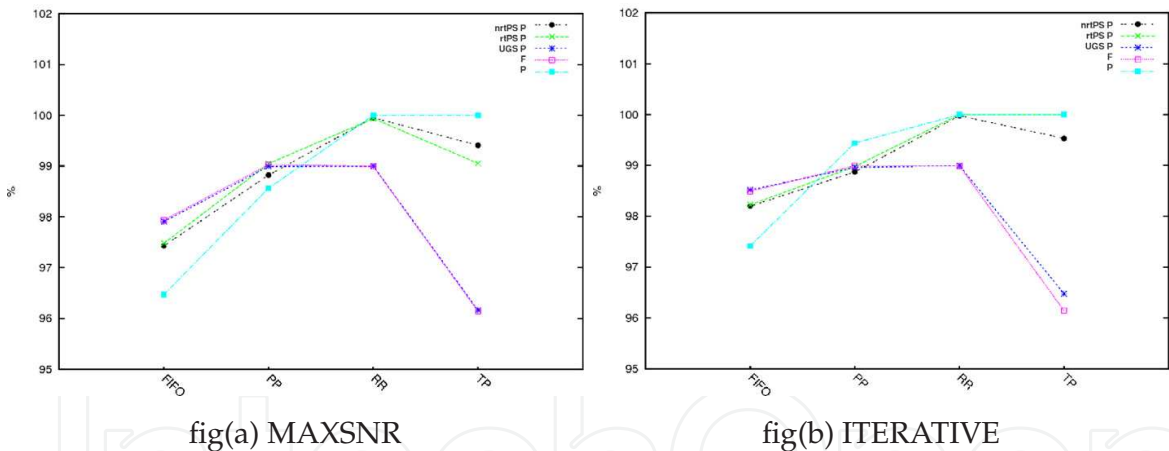 102
101
100
99
98
97
96
95
%
nrtPS P
rtPS P
UGS P
F
P
FIFO
PP
RR
TP
fig(a) MAXSNR
102
101
100
99
98
97
96
95
%
nrtPS P
rtPS P
UGS P
F
P
FIFO
PP
RR
TP
fig(b) ITERATIVE